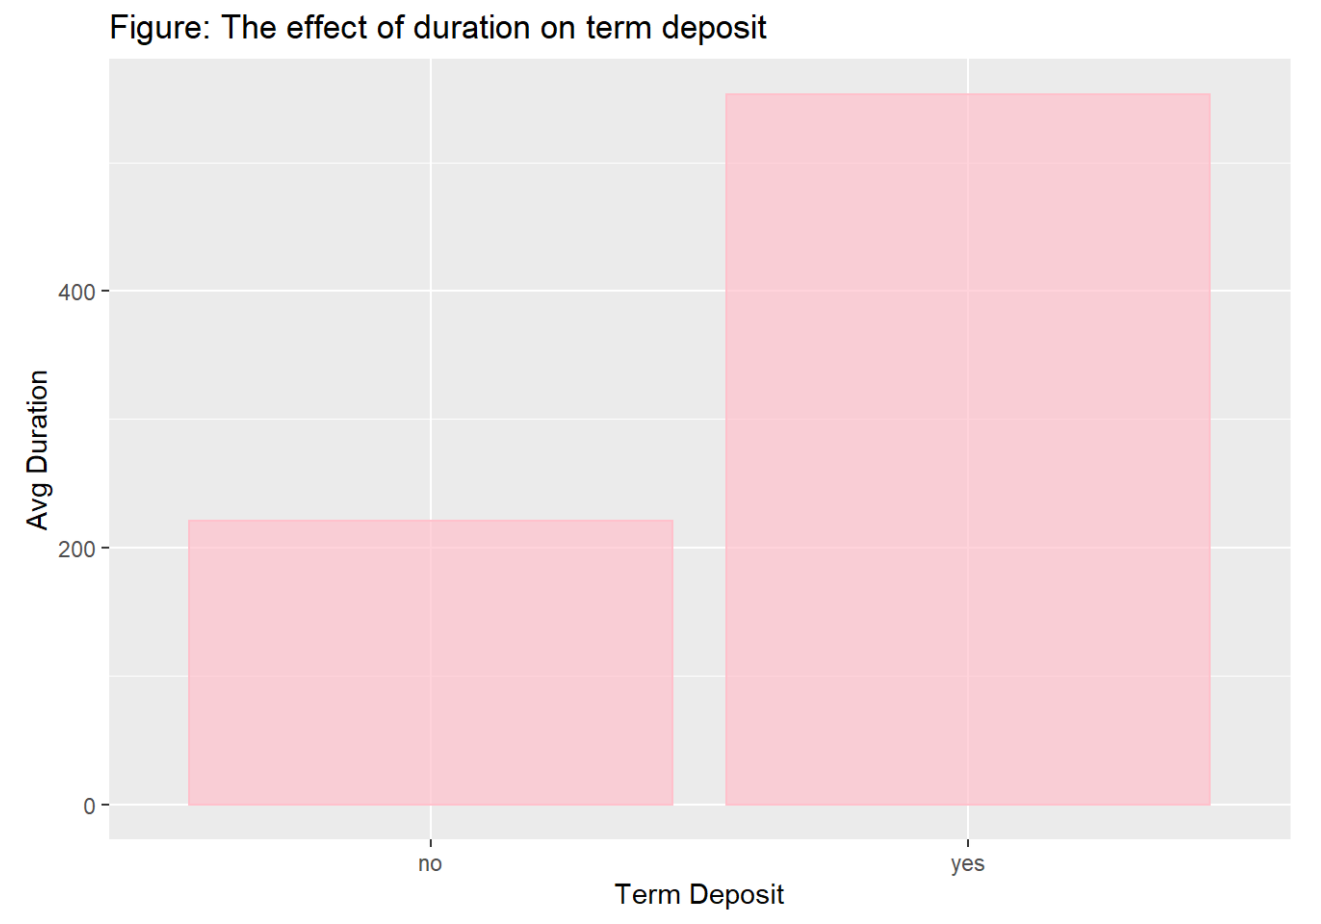 Figure: The effect of duration on term deposit
Avg Duration
400
200
0
no
yes
Term Deposit